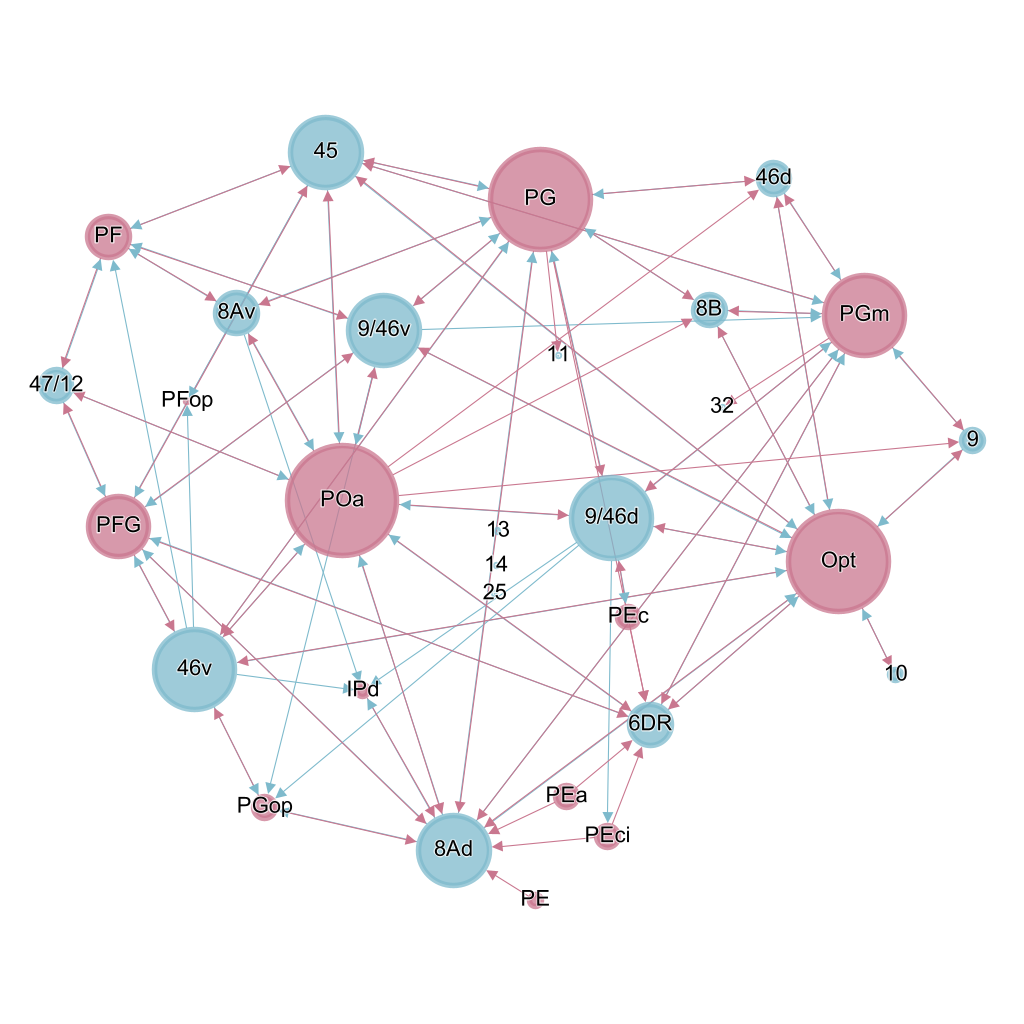 45
PG
46d
PF
8Av
9/46v
8B
PGm
11
47/12
PFop
32
9
POa
PFG
9/46d
13
14
Opt
25
PEc
46v
10
IPd
6DR
PEa
PGop
PEci
8Ad
PE